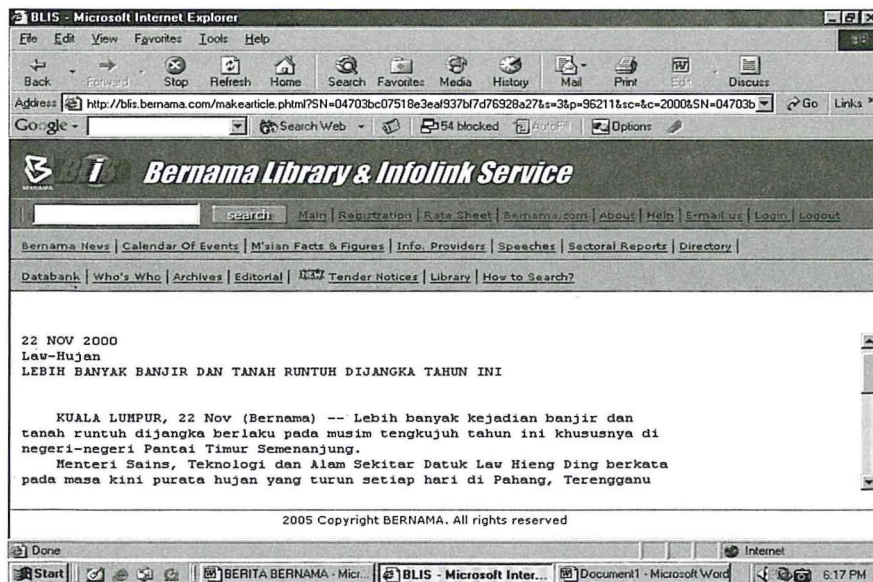 BLIS - Microsoft Internet Explorer
File Edit View Favorites Tools Help
Back Forward Stop Refresh Home Search Favorites Media History Mail Print Edit Discuss
Address http://blis.bernama.com/makearticle.phtml?SN=04703bc07518e3eaf937bf7d76928a27&s=3&p=96211&sc=&c=2000&SN=04703b Go Links »
Google - Search Web 54 blocked AutoFill Options
BERNAMA BLiS i Bernama Library & Infolink Service
search Main | Registration | Rate Sheet | Bernama.com | About | Help | E-mail us | Login | Logout
Bernama News | Calendar Of Events | M'sian Facts & Figures | Info. Providers | Speeches | Sectoral Reports | Directory |
Databank | Who's Who | Archives | Editorial | NEW Tender Notices | Library | How to Search?
22 NOV 2000
Law-Hujan
LEBIH BANYAK BANJIR DAN TANAH RUNTUH DIJANGKA TAHUN INI
KUALA LUMPUR, 22 Nov (Bernama) -- Lebih banyak kejadian banjir dan
tanah runtuh dijangka berlaku pada musim tengkujuh tahun ini khususnya di
negeri-negeri Pantai Timur Semenanjung.
Menteri Sains, Teknologi dan Alam Sekitar Datuk Law Hieng Ding berkata
pada masa kini purata hujan yang turun setiap hari di Pahang, Terengganu
2005 Copyright BERNAMA. All rights reserved
Done Internet
Start BERITA BERNAMA - Micr... BLIS - Microsoft Inter... Document1 - Microsoft Word 6:17 PM